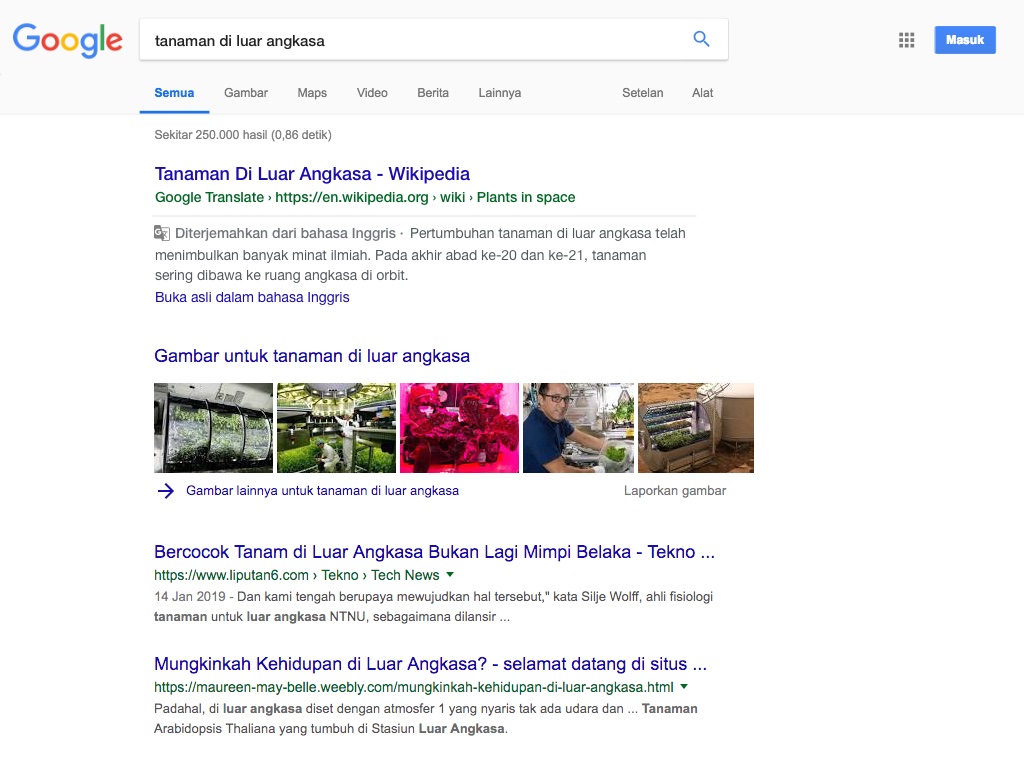 Google
tanaman di luar angkasa
Masuk
Semua Gambar Maps Video Berita Lainnya Setelan Alat
Sekitar 250.000 hasil (0,86 detik)
Tanaman Di Luar Angkasa - Wikipedia
Google Translate › https://en.wikipedia.org › wiki › Plants in space
Diterjemahkan dari bahasa Inggris · Pertumbuhan tanaman di luar angkasa telah
menimbulkan banyak minat ilmiah. Pada akhir abad ke-20 dan ke-21, tanaman
sering dibawa ke ruang angkasa di orbit.
Buka asli dalam bahasa Inggris
Gambar untuk tanaman di luar angkasa
Gambar lainnya untuk tanaman di luar angkasa Laporkan gambar
Bercocok Tanam di Luar Angkasa Bukan Lagi Mimpi Belaka - Tekno ...
https://www.liputan6.com › Tekno › Tech News
14 Jan 2019 - Dan kami tengah berupaya mewujudkan hal tersebut," kata Silje Wolff, ahli fisiologi
tanaman untuk luar angkasa NTNU, sebagaimana dilansir ...
Mungkinkah Kehidupan di Luar Angkasa? - selamat datang di situs ...
https://maureen-may-belle.weebly.com/mungkinkah-kehidupan-di-luar-angkasa.html
Padahal, di luar angkasa diset dengan atmosfer 1 yang nyaris tak ada udara dan ... Tanaman
Arabidopsis Thaliana yang tumbuh di Stasiun Luar Angkasa.